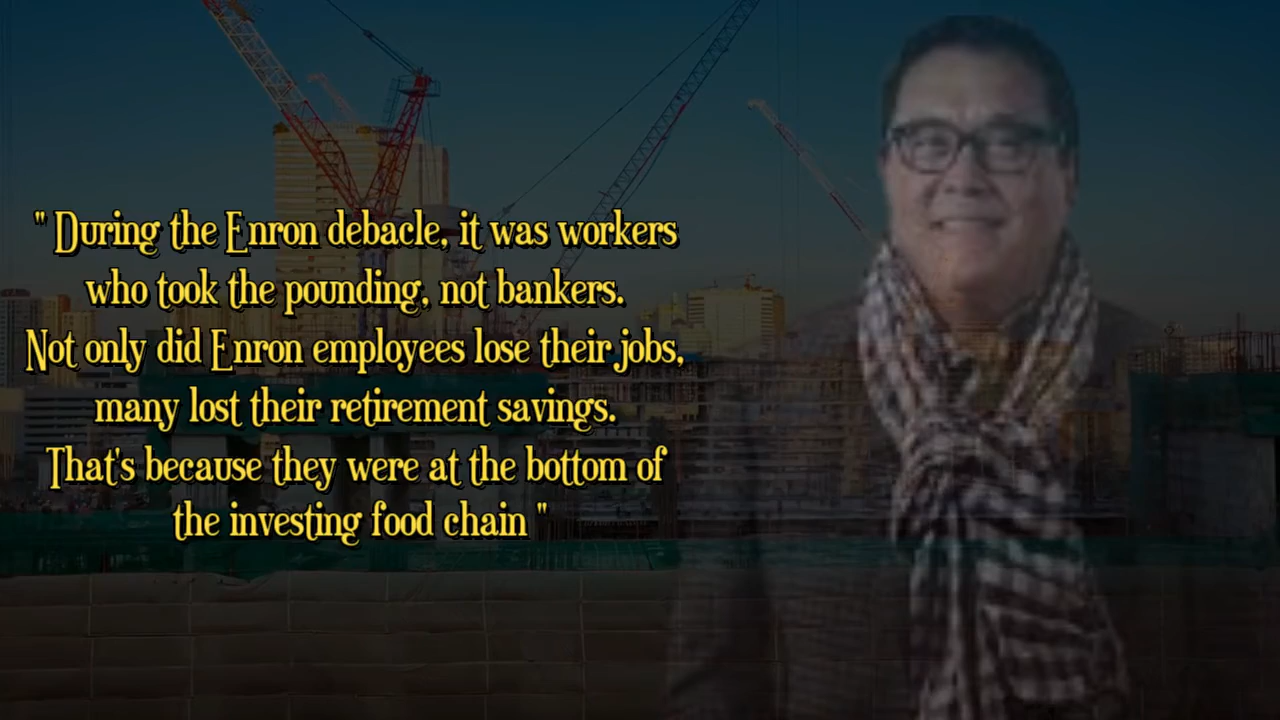 " During the Enron debacle, it was workers
who took the pounding, not bankers.
Not only did Enron employees lose their jobs,
many lost their retirement savings.
That's because they were at the bottom of
the investing food chain "